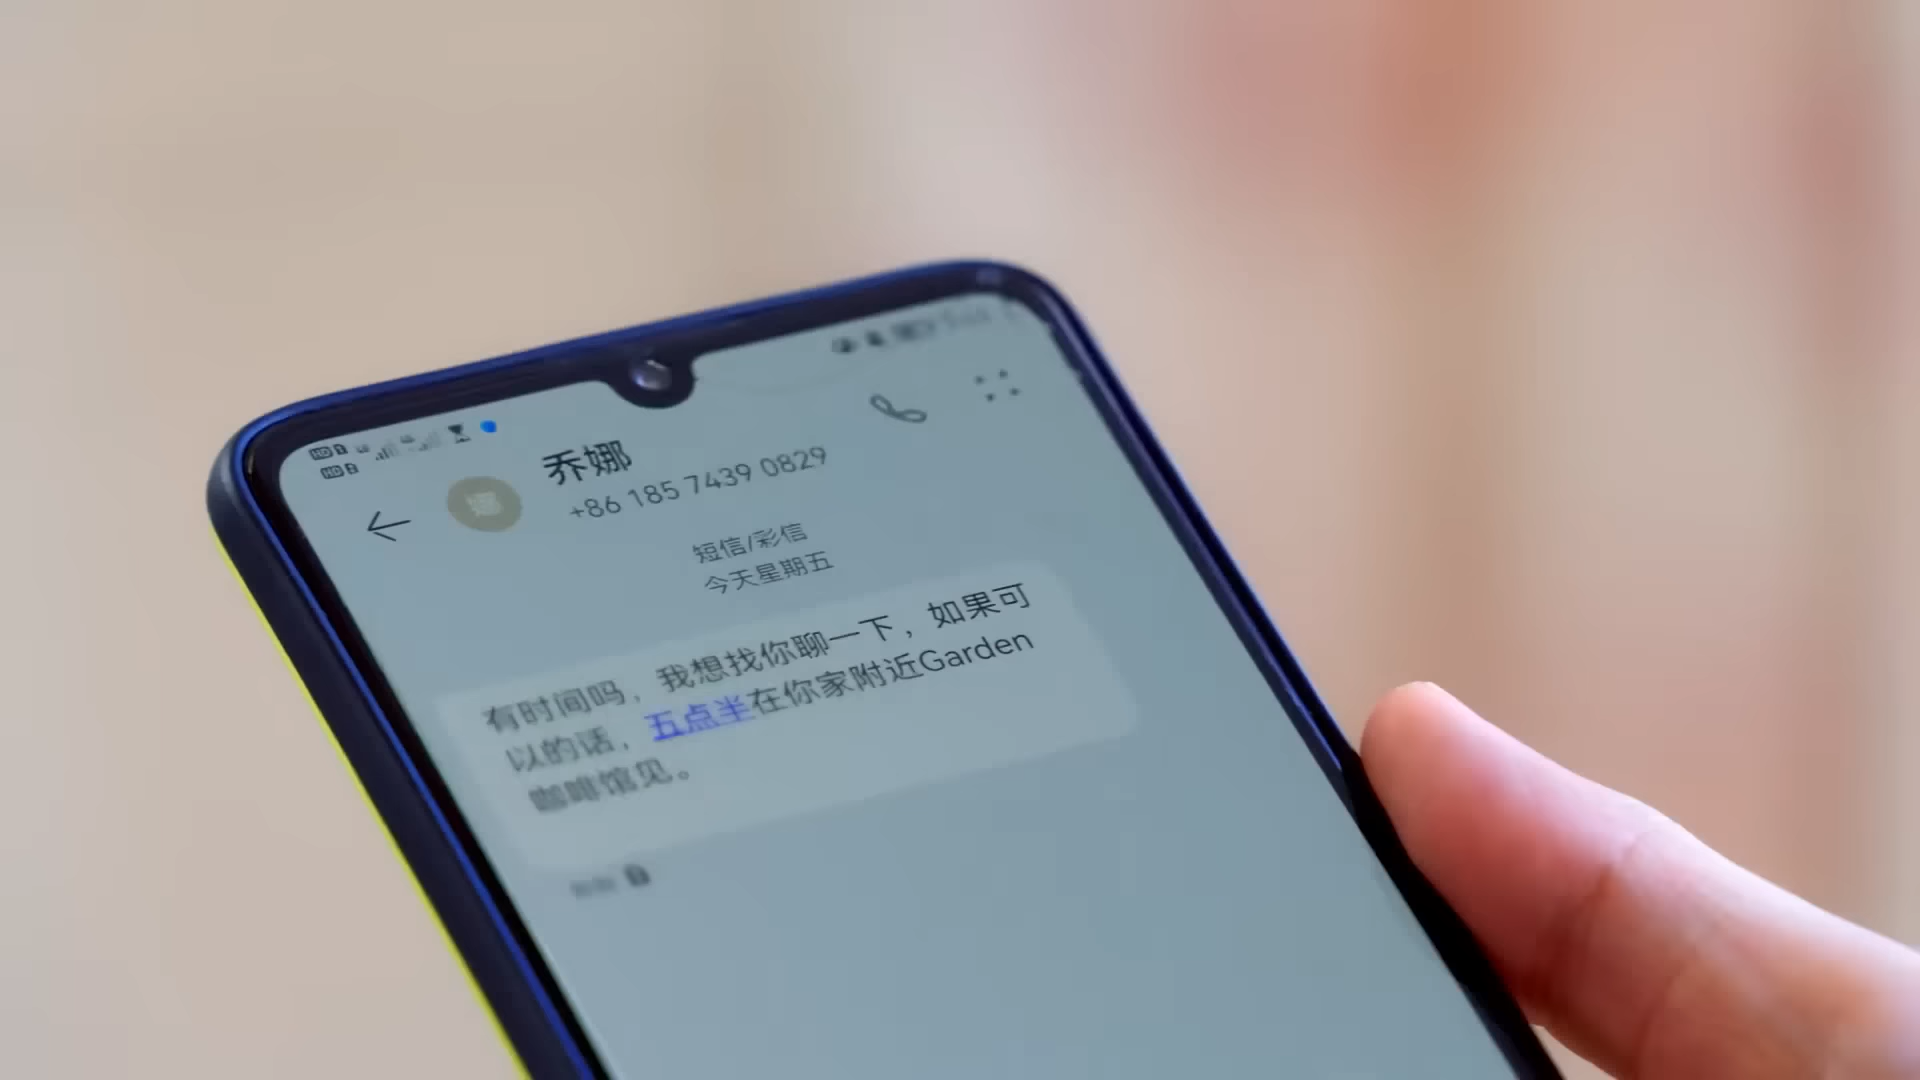 乔娜
+86 185 7439 0829
短信/彩信
今天星期五
有时间吗，我想找你聊一下，如果可
以的话，五点半在你家附近Garden
咖啡馆见。